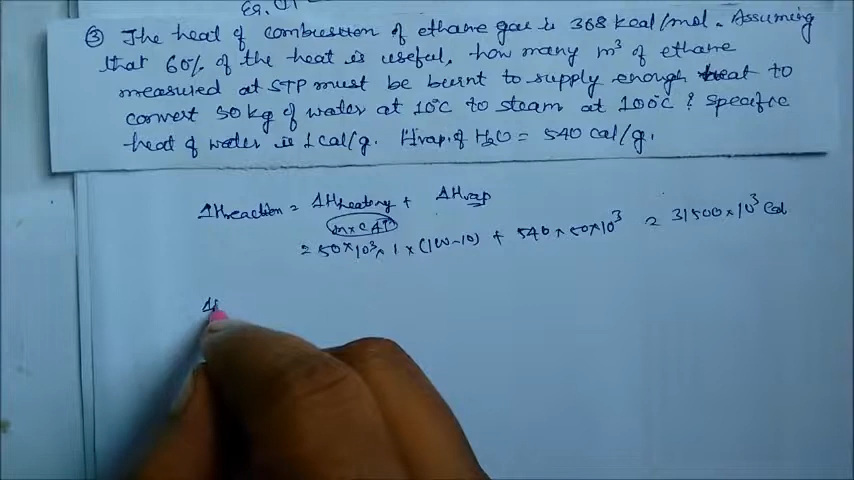 Er. 01
③ The heat of combustion of ethane gas is 368 kcal/mol. Assuming
that 60% of the heat is useful, how many m³ of ethane
measured at STP must be burnt to supply enough heat to
convert 50 kg of water at 10°C to steam at 100°C ? Specific
heat of water is 1 cal/g. Hvap. of H₂O = 540 cal/g.
ΔHreaction = ΔHheating + ΔHvap
m×CΔT
= 50×10³ × 1 × (100-10) + 540 × 50×10³ = 31500×10³ Cal